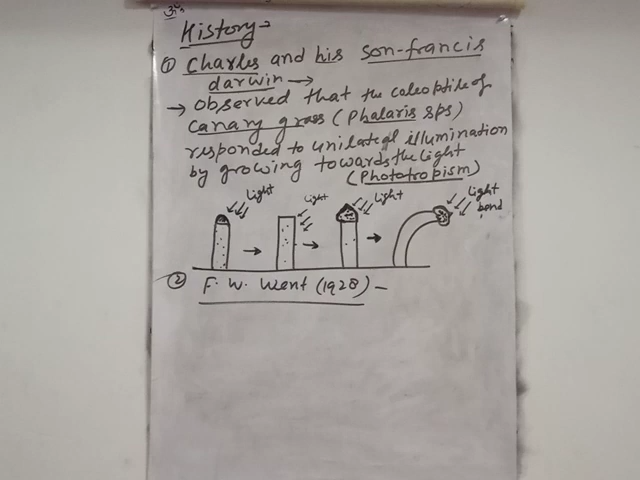 ॐ
History→
① Charles and his son-francis
darwin →
→ observed that the coleoptile of
canary grass (Phalaris sps)
responded to unilateral illumination
by growing towards the light
(Phototropism)
light light light light
bend
② F. W. Went (1928) –